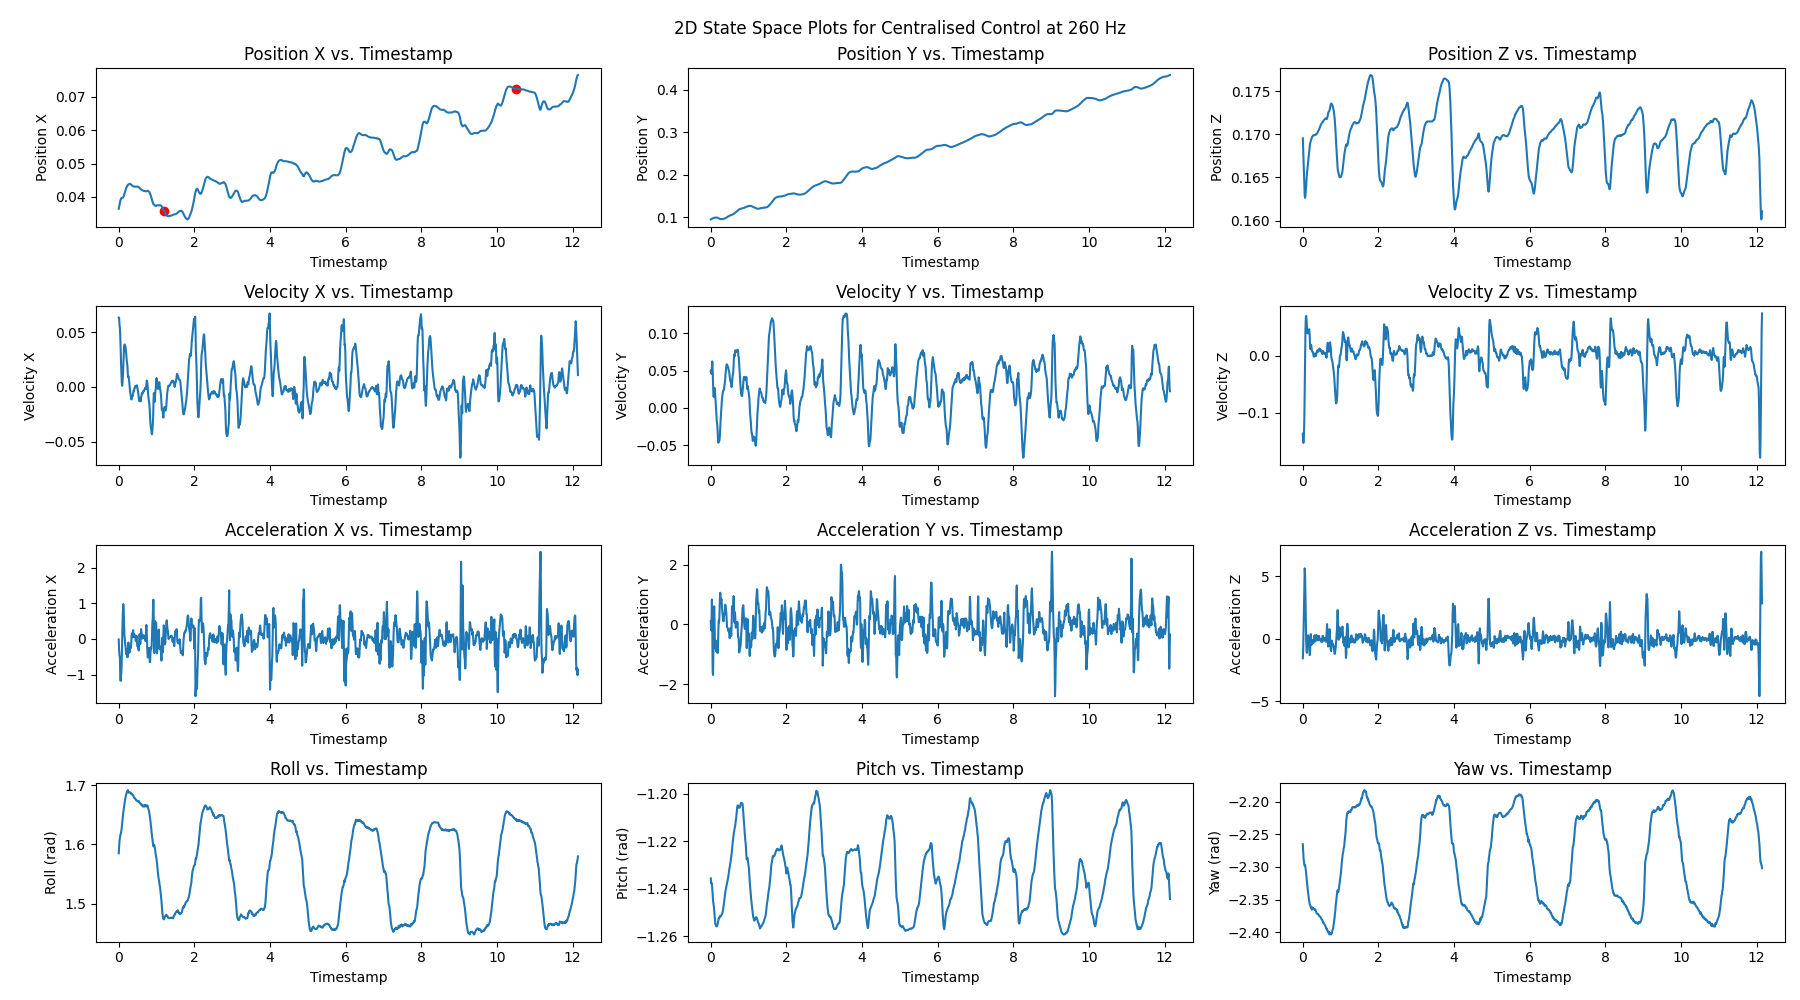 2D State Space Plots for Centralised Control at 260 Hz
Position X vs. Timestamp
Position X
0.07
0.06
0.05
0.04
0 2 4 6 8 10 12
Timestamp
Position Y vs. Timestamp
Position Y
0.4
0.3
0.2
0.1
0 2 4 6 8 10 12
Timestamp
Position Z vs. Timestamp
Position Z
0.175
0.170
0.165
0.160
0 2 4 6 8 10 12
Timestamp
Velocity X vs. Timestamp
Velocity X
0.05
0.00
−0.05
0 2 4 6 8 10 12
Timestamp
Velocity Y vs. Timestamp
Velocity Y
0.10
0.05
0.00
−0.05
0 2 4 6 8 10 12
Timestamp
Velocity Z vs. Timestamp
Velocity Z
0.0
−0.1
0 2 4 6 8 10 12
Timestamp
Acceleration X vs. Timestamp
Acceleration X
2
1
0
−1
0 2 4 6 8 10 12
Timestamp
Acceleration Y vs. Timestamp
Acceleration Y
2
0
−2
0 2 4 6 8 10 12
Timestamp
Acceleration Z vs. Timestamp
Acceleration Z
5
0
−5
0 2 4 6 8 10 12
Timestamp
Roll vs. Timestamp
Roll (rad)
1.7
1.6
1.5
0 2 4 6 8 10 12
Timestamp
Pitch vs. Timestamp
Pitch (rad)
−1.20
−1.22
−1.24
−1.26
0 2 4 6 8 10 12
Timestamp
Yaw vs. Timestamp
Yaw (rad)
−2.20
−2.25
−2.30
−2.35
−2.40
0 2 4 6 8 10 12
Timestamp